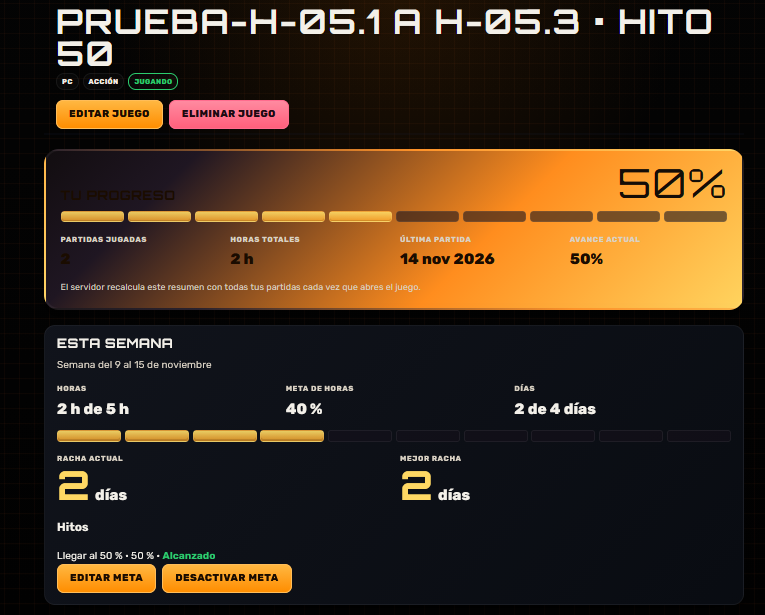 PRUEBA-H-05.1 A H-05.3 • HITO
50
PC ACCIÓN JUGANDO
EDITAR JUEGO ELIMINAR JUEGO
TU PROGRESO 50%
PARTIDAS JUGADAS HORAS TOTALES ÚLTIMA PARTIDA AVANCE ACTUAL
2 2 h 14 nov 2026 50%
El servidor recalcula este resumen con todas tus partidas cada vez que abres el juego.
ESTA SEMANA
Semana del 9 al 15 de noviembre
HORAS META DE HORAS DÍAS
2 h de 5 h 40 % 2 de 4 días
RACHA ACTUAL MEJOR RACHA
2 días 2 días
Hitos
Llegar al 50 % • 50 % • Alcanzado
EDITAR META DESACTIVAR META